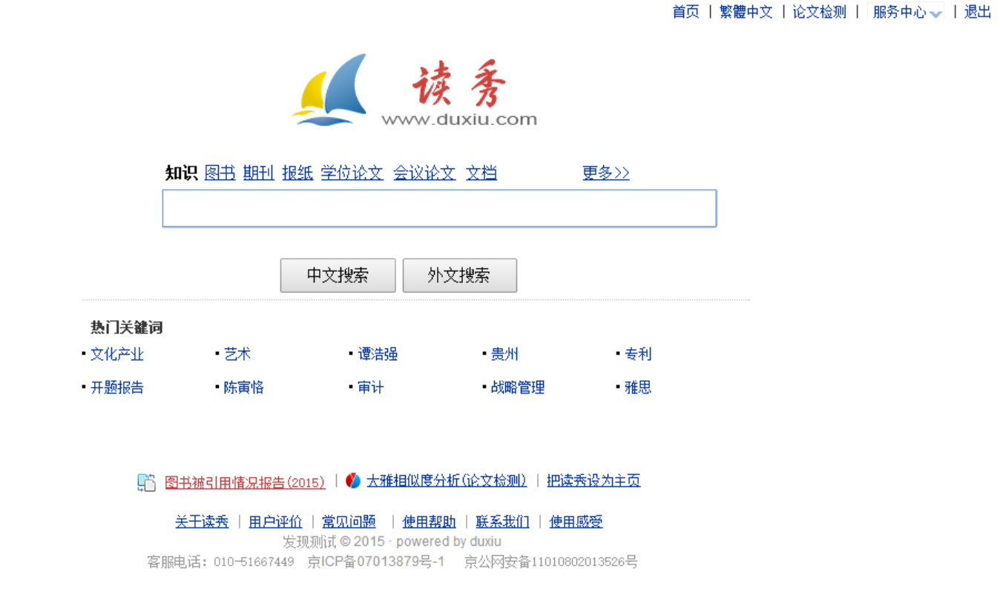 首页 | 繁體中文 | 论文检测 | 服务中心 | 退出
读秀
www.duxiu.com
知识 图书 期刊 报纸 学位论文 会议论文 文档 更多>>
中文搜索 外文搜索
热门关键词
▪ 文化产业 ▪ 艺术 ▪ 谭浩强 ▪ 贵州 ▪ 专利
▪ 开题报告 ▪ 陈寅恪 ▪ 审计 ▪ 战略管理 ▪ 雅思
图书被引用情况报告(2015) | 大雅相似度分析(论文检测) | 把读秀设为主页
关于读秀 | 用户评价 | 常见问题 | 使用帮助 | 联系我们 | 使用感受
发现测试 © 2015 · powered by duxiu
客服电话：010-51667449 京ICP备07013879号-1 京公网安备11010802013526号